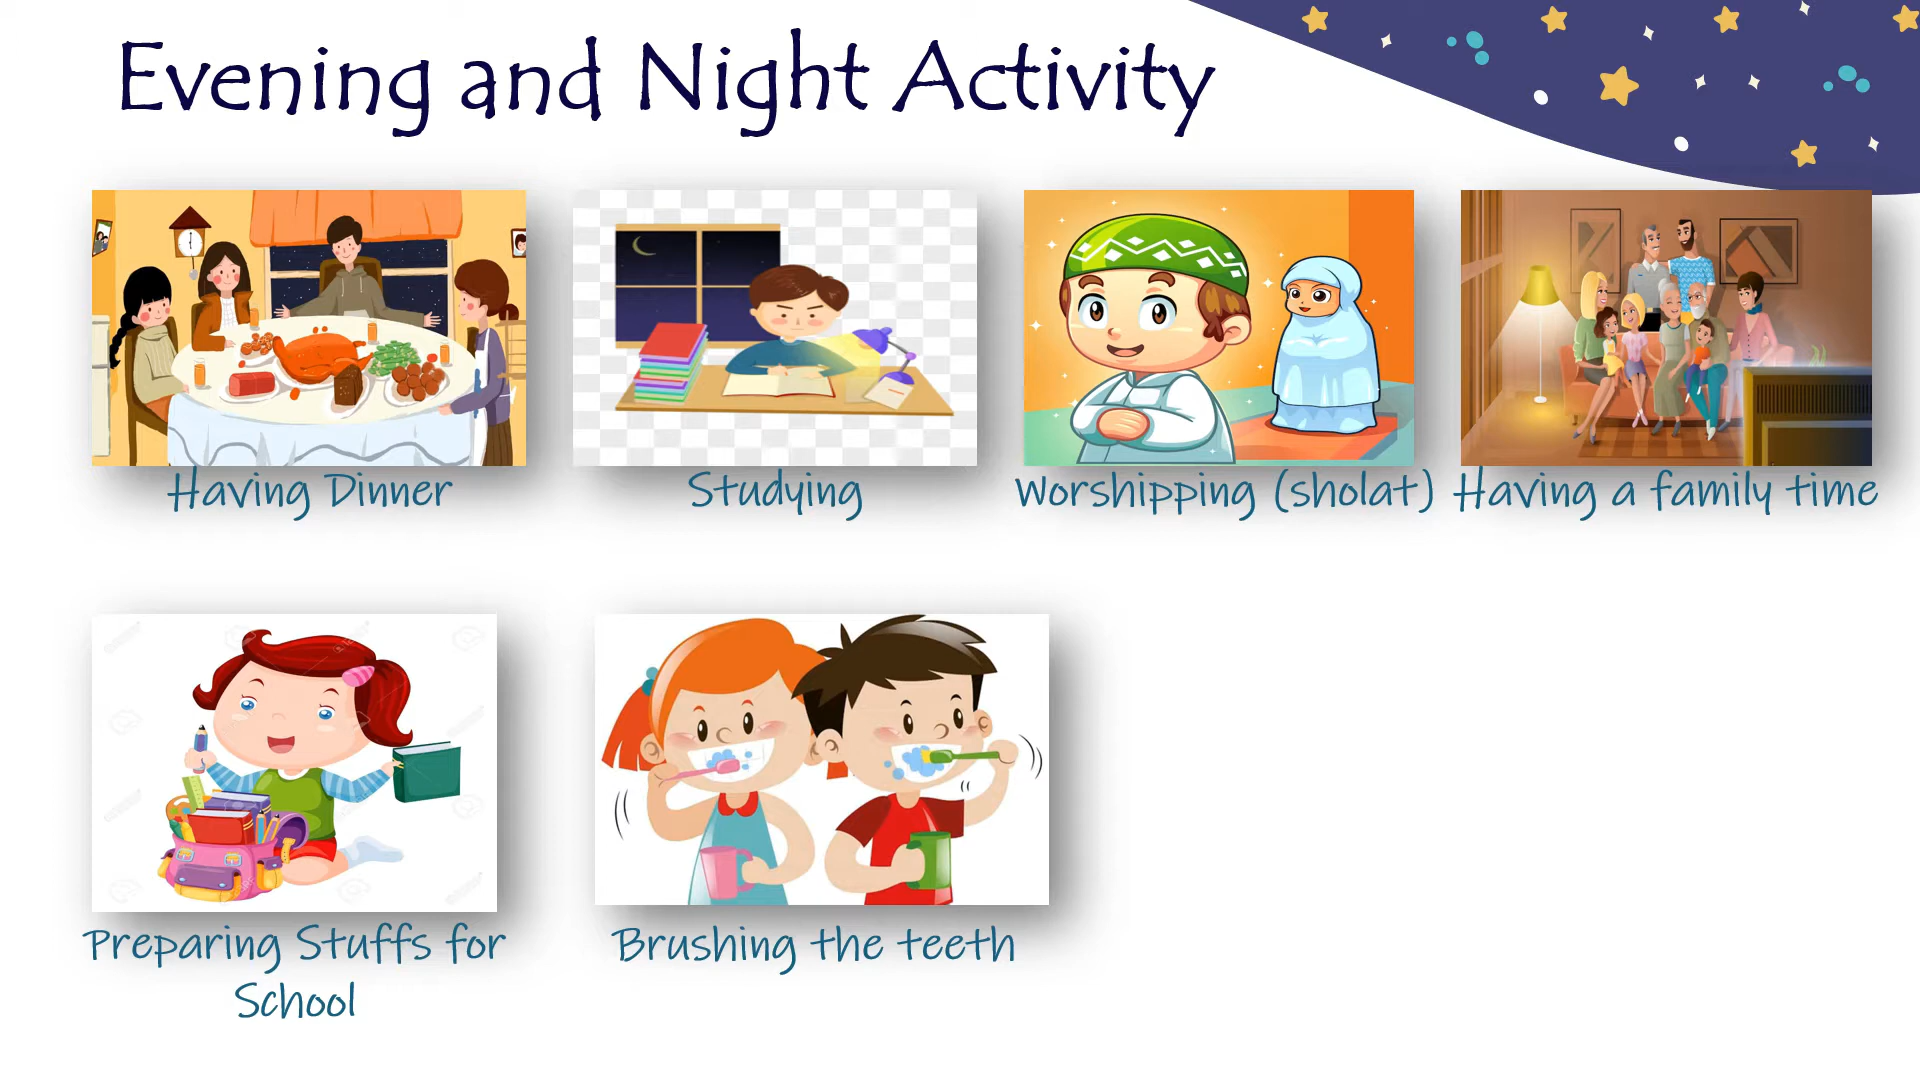 Evening and Night Activity
Having Dinner
Studying
Worshipping (sholat)
Having a family time
Preparing Stuffs for
School
Brushing the teeth